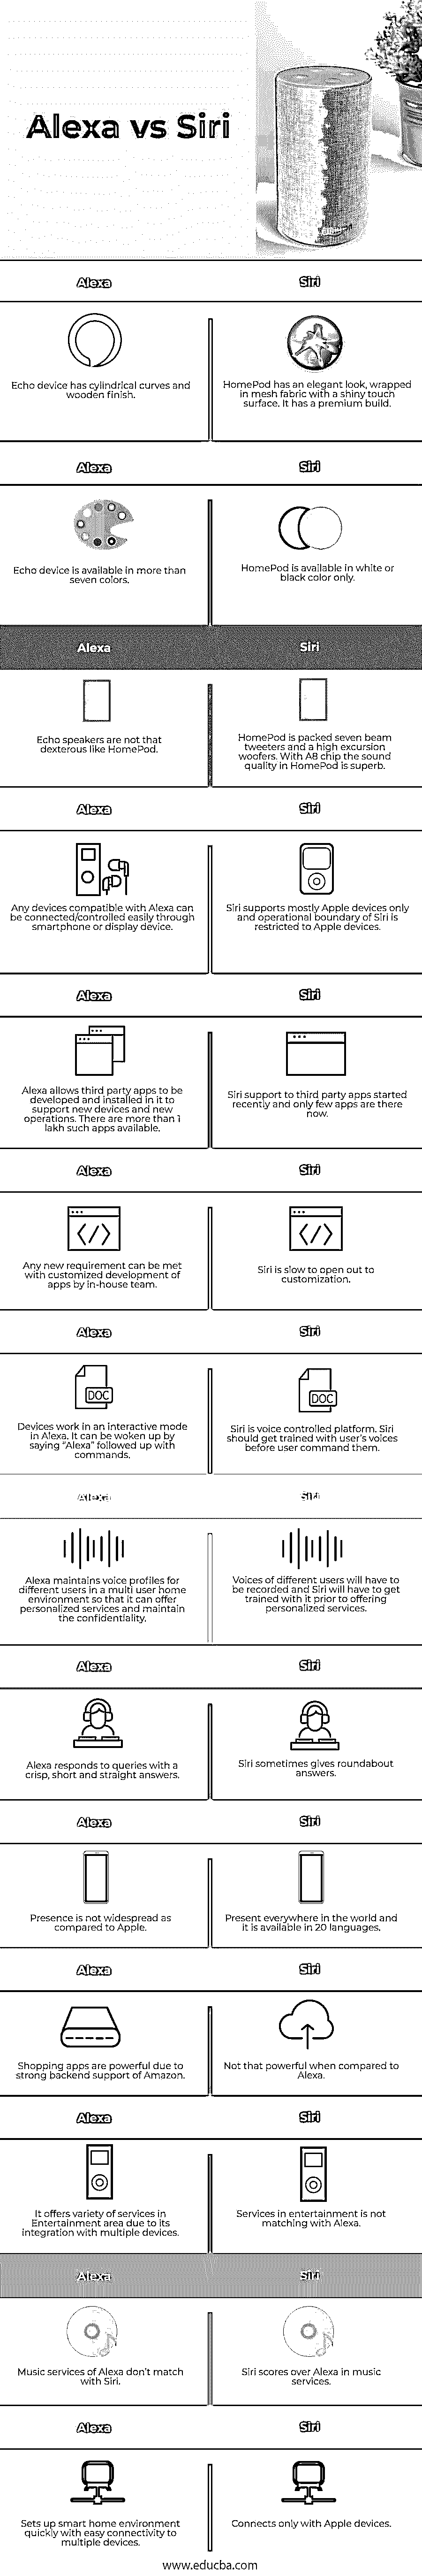 Alexa vs Siri
Alexa
Siri
Echo device has cylindrical curves and
wooden finish.
HomePod has an elegant look, wrapped
in mesh fabric with a shiny touch
surface. It has a premium build.
Alexa
Siri
Echo device is available in more than
seven colors.
HomePod is available in white or
black color only.
Alexa
Siri
Echo speakers are not that
dexterous like HomePod.
HomePod is packed seven beam
tweeters and a high excursion
woofers. With A8 chip the sound
quality in HomePod is superb.
Alexa
Siri
Any devices compatible with Alexa can
be connected/controlled easily through
smartphone or display device.
Siri supports mostly Apple devices only
and operational boundary of Siri is
restricted to Apple devices.
Alexa
Siri
Alexa allows third party apps to be
developed and installed in it to
support new devices and new
operations. There are more than 1
lakh such apps available.
Siri support to third party apps started
recently and only few apps are there
now.
Alexa
Siri
Any new requirement can be met
with customized development of
apps by in-house team.
Siri is slow to open out to
customization.
Alexa
Siri
DOC
DOC
Devices work in an interactive mode
in Alexa. It can be woken up by
saying “Alexa” followed up with
commands.
Siri is voice controlled platform. Siri
should get trained with user's voices
before user command them.
Alexa
Siri
Alexa maintains voice profiles for
different users in a multi user home
environment so that it can offer
personalized services and maintain
the confidentiality.
Voices of different users will have to
be recorded and Siri will have to get
trained with it prior to offering
personalized services.
Alexa
Siri
Alexa responds to queries with a
crisp, short and straight answers.
Siri sometimes gives roundabout
answers.
Alexa
Siri
Presence is not widespread as
compared to Apple.
Present everywhere in the world and
it is available in 20 languages.
Alexa
Siri
Shopping apps are powerful due to
strong backend support of Amazon.
Not that powerful when compared to
Alexa.
Alexa
Siri
It offers variety of services in
Entertainment area due to its
integration with multiple devices.
Services in entertainment is not
matching with Alexa.
Alexa
Siri
Music services of Alexa don't match
with Siri.
Siri scores over Alexa in music
services.
Alexa
Siri
Sets up smart home environment
quickly with easy connectivity to
multiple devices.
Connects only with Apple devices.
www.educba.com